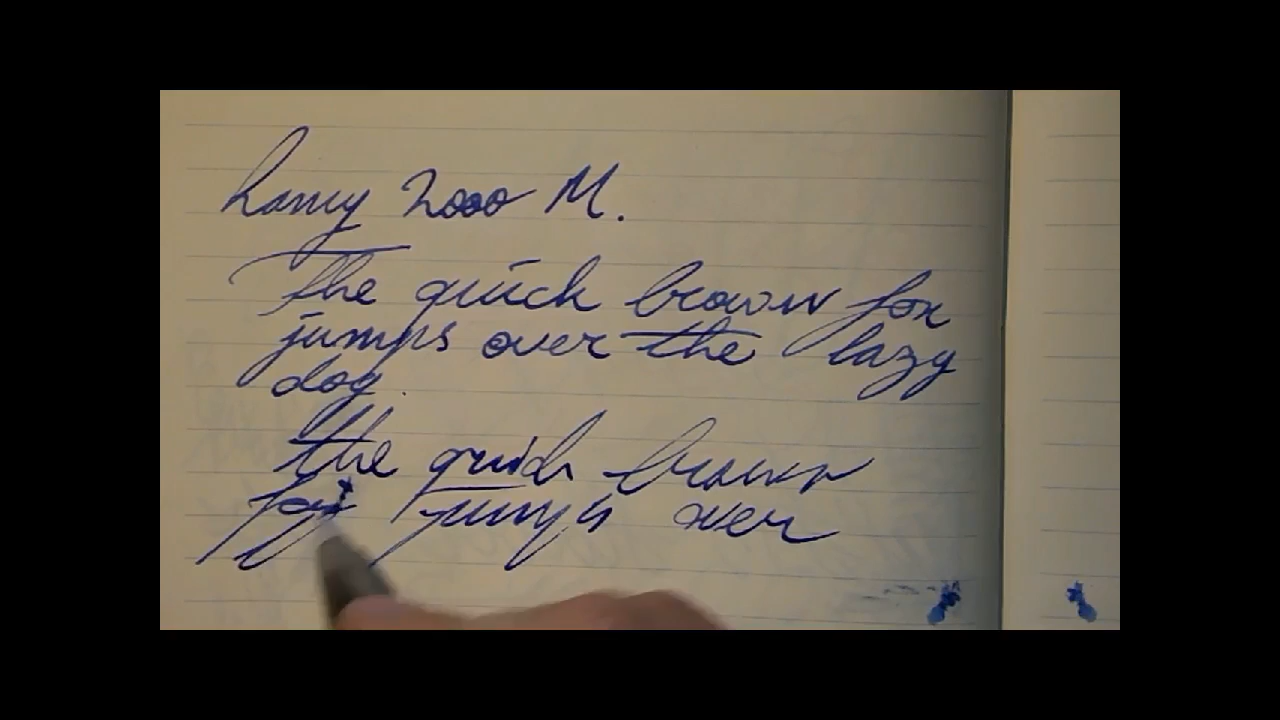 Lamy 2000 M.
The quick brown fox
jumps over the lazy
dog.
the quick brown
fox jumps over